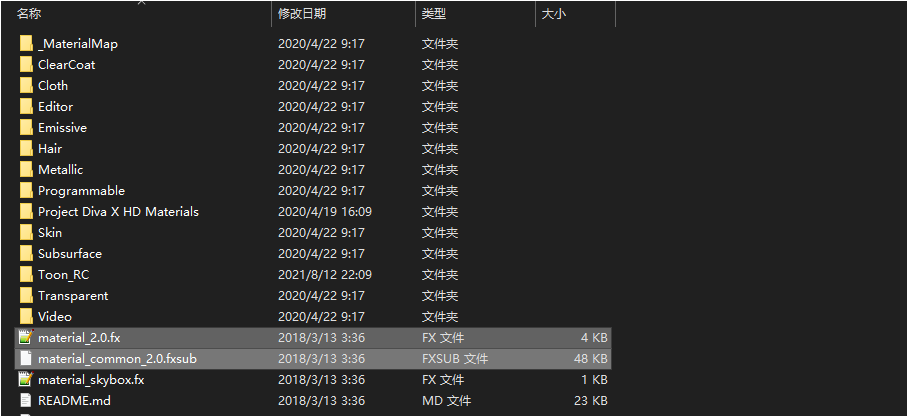 名称 修改日期 类型 大小
_MaterialMap 2020/4/22 9:17 文件夹
ClearCoat 2020/4/22 9:17 文件夹
Cloth 2020/4/22 9:17 文件夹
Editor 2020/4/22 9:17 文件夹
Emissive 2020/4/22 9:17 文件夹
Hair 2020/4/22 9:17 文件夹
Metallic 2020/4/22 9:17 文件夹
Programmable 2020/4/22 9:17 文件夹
Project Diva X HD Materials 2020/4/19 16:09 文件夹
Skin 2020/4/22 9:17 文件夹
Subsurface 2020/4/22 9:17 文件夹
Toon_RC 2021/8/12 22:09 文件夹
Transparent 2020/4/22 9:17 文件夹
Video 2020/4/22 9:17 文件夹
material_2.0.fx 2018/3/13 3:36 FX 文件 4 KB
material_common_2.0.fxsub 2018/3/13 3:36 FXSUB 文件 48 KB
material_skybox.fx 2018/3/13 3:36 FX 文件 1 KB
README.md 2018/3/13 3:36 MD 文件 23 KB